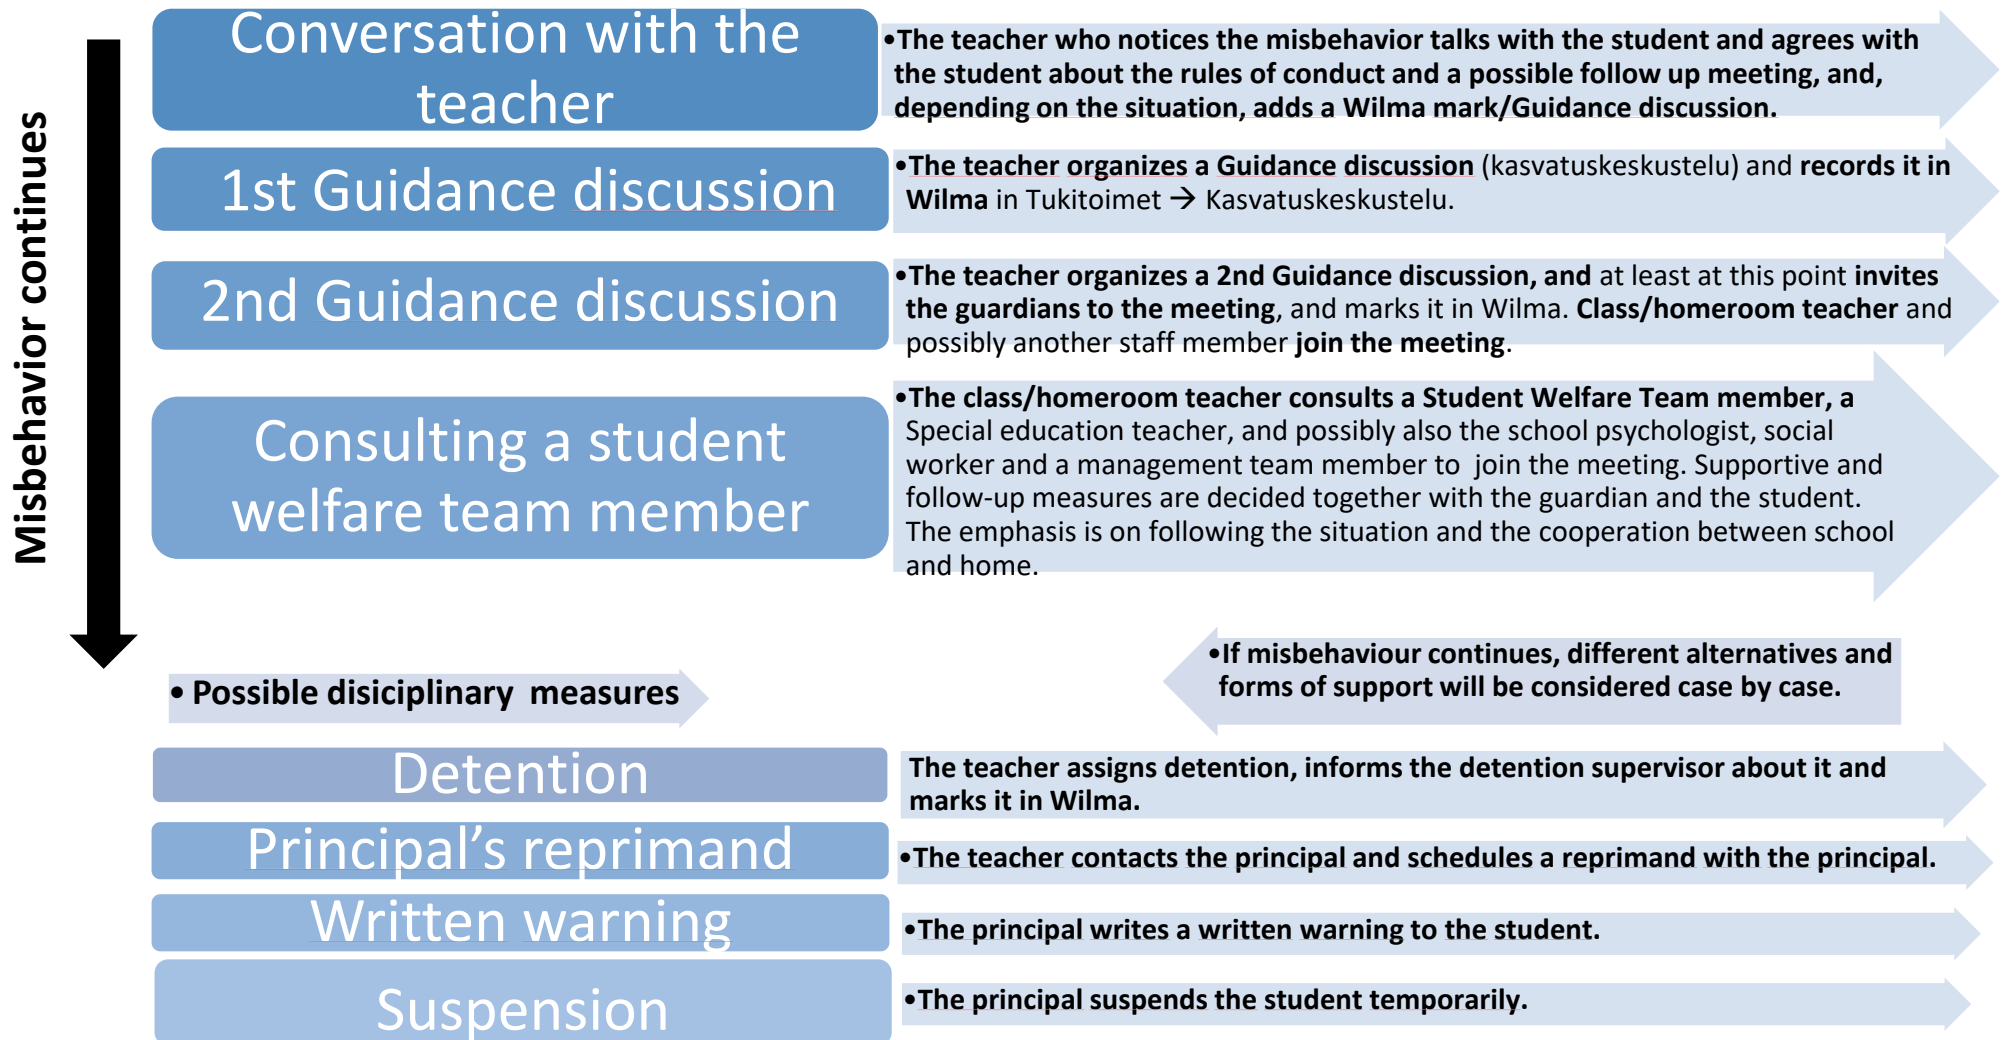 Misbehavior continues
Conversation with the
teacher
•The teacher who notices the misbehavior talks with the student and agrees with
the student about the rules of conduct and a possible follow up meeting, and,
depending on the situation, adds a Wilma mark/Guidance discussion.
1st Guidance discussion
•The teacher organizes a Guidance discussion (kasvatuskeskustelu) and records it in
Wilma in Tukitoimet → Kasvatuskeskustelu.
2nd Guidance discussion
•The teacher organizes a 2nd Guidance discussion, and at least at this point invites
the guardians to the meeting, and marks it in Wilma. Class/homeroom teacher and
possibly another staff member join the meeting.
Consulting a student
welfare team member
•The class/homeroom teacher consults a Student Welfare Team member, a
Special education teacher, and possibly also the school psychologist, social
worker and a management team member to  join the meeting. Supportive and
follow-up measures are decided together with the guardian and the student.
The emphasis is on following the situation and the cooperation between school
and home.
• Possible disiciplinary  measures
•If misbehaviour continues, different alternatives and
forms of support will be considered case by case.
Detention
The teacher assigns detention, informs the detention supervisor about it and
marks it in Wilma.
Principal’s reprimand
•The teacher contacts the principal and schedules a reprimand with the principal.
Written warning
•The principal writes a written warning to the student.
Suspension
•The principal suspends the student temporarily.